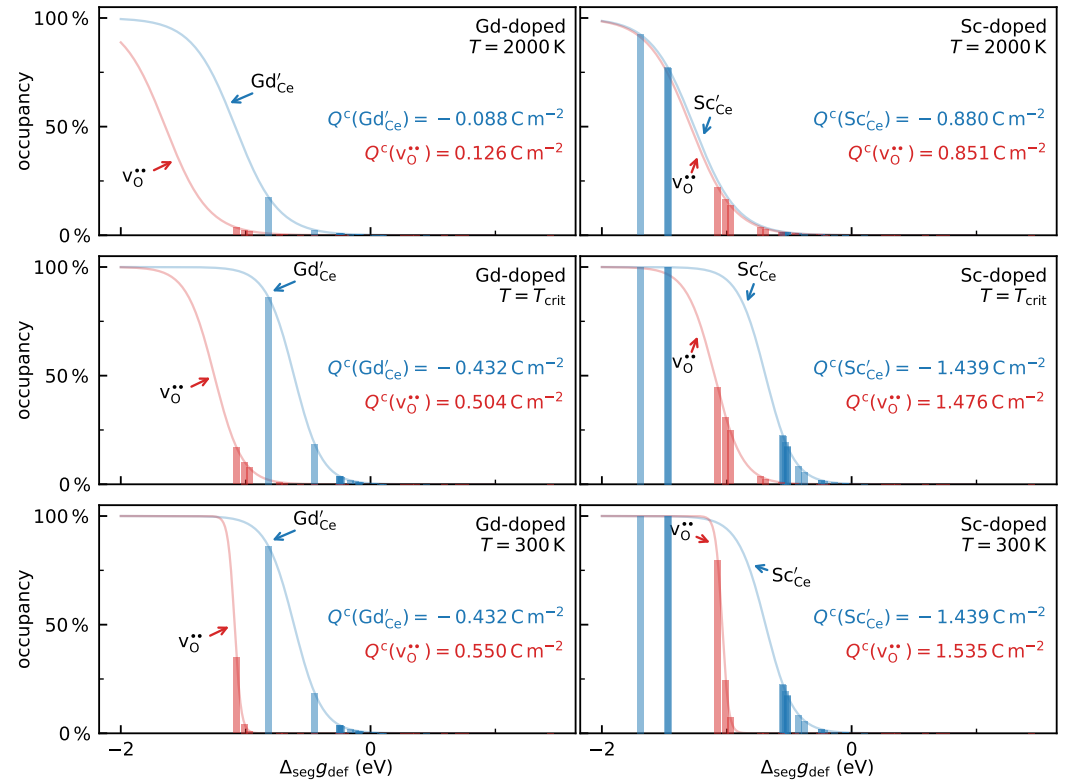 100 %
50 %
0 %
occupancy
Gd-doped
T = 2000 K
Gd′Ce
vO••
Qc(Gd′Ce) = −0.088 C m−2
Qc(vO••) = 0.126 C m−2
Sc-doped
T = 2000 K
Sc′Ce
vO••
Qc(Sc′Ce) = −0.880 C m−2
Qc(vO••) = 0.851 C m−2
100 %
50 %
0 %
occupancy
Gd-doped
T = Tcrit
Gd′Ce
vO••
Qc(Gd′Ce) = −0.432 C m−2
Qc(vO••) = 0.504 C m−2
Sc-doped
T = Tcrit
Sc′Ce
vO••
Qc(Sc′Ce) = −1.439 C m−2
Qc(vO••) = 1.476 C m−2
100 %
50 %
0 %
occupancy
Gd-doped
T = 300 K
Gd′Ce
vO••
Qc(Gd′Ce) = −0.432 C m−2
Qc(vO••) = 0.550 C m−2
−2 0
Δseggdef (eV)
Sc-doped
T = 300 K
vO••
Sc′Ce
Qc(Sc′Ce) = −1.439 C m−2
Qc(vO••) = 1.535 C m−2
−2 0
Δseggdef (eV)